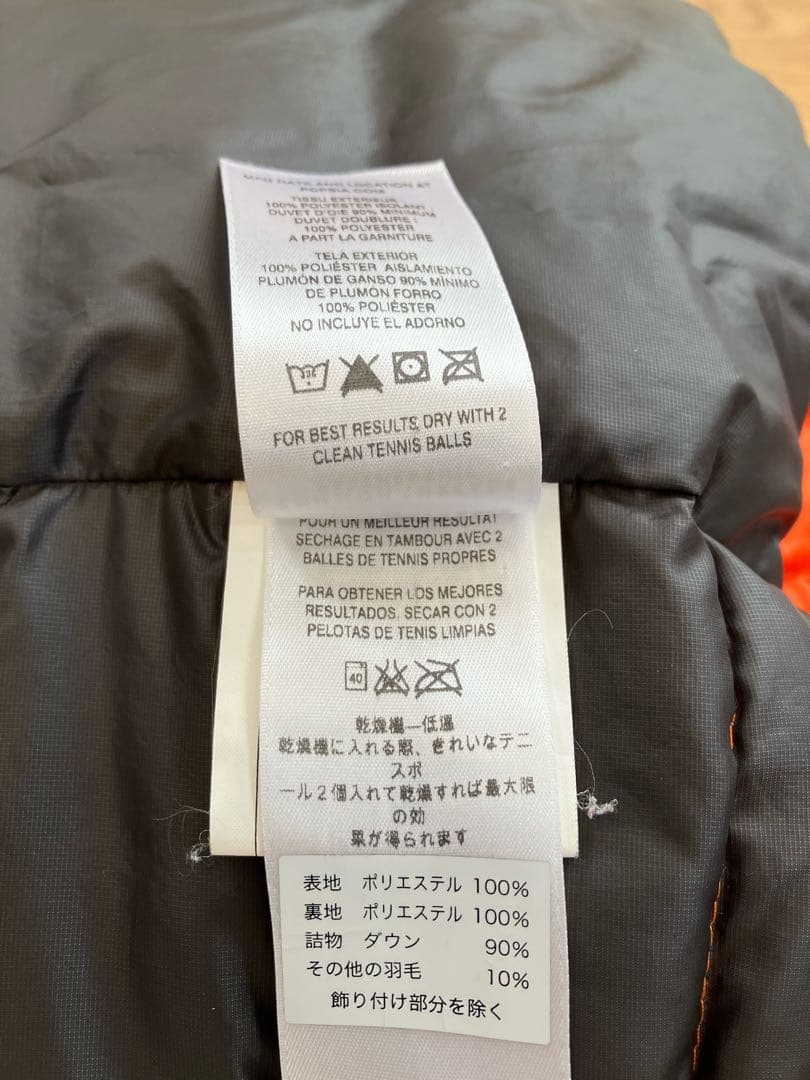 MAG DATE AND LOCATION AT
PCPSIA.COM
TISSU EXTERIEUR
100% POLYESTER ISOLANT
DUVET D'OIE 90% MINIMUM
DUVET DOUBLURE :
100% POLYESTER
A PART LA GARNITURE
TELA EXTERIOR
100% POLIÉSTER AISLAMIENTO
PLUMÓN DE GANSO 90% MÍNIMO
DE PLUMÓN FORRO
100% POLIÉSTER
NO INCLUYE EL ADORNO
FOR BEST RESULTS, DRY WITH 2
CLEAN TENNIS BALLS
POUR UN MEILLEUR RESULTAT
SECHAGE EN TAMBOUR AVEC 2
BALLES DE TENNIS PROPRES
PARA OBTENER LOS MEJORES
RESULTADOS, SECAR CON 2
PELOTAS DE TENIS LIMPIAS
40
乾燥機—低温
乾燥機に入れる際、きれいなテニ
スボ
ール2個入れて乾燥すれば最大限
の効
果が得られます
表地 ポリエステル 100%
裏地 ポリエステル 100%
詰物 ダウン 90%
その他の羽毛 10%
飾り付け部分を除く